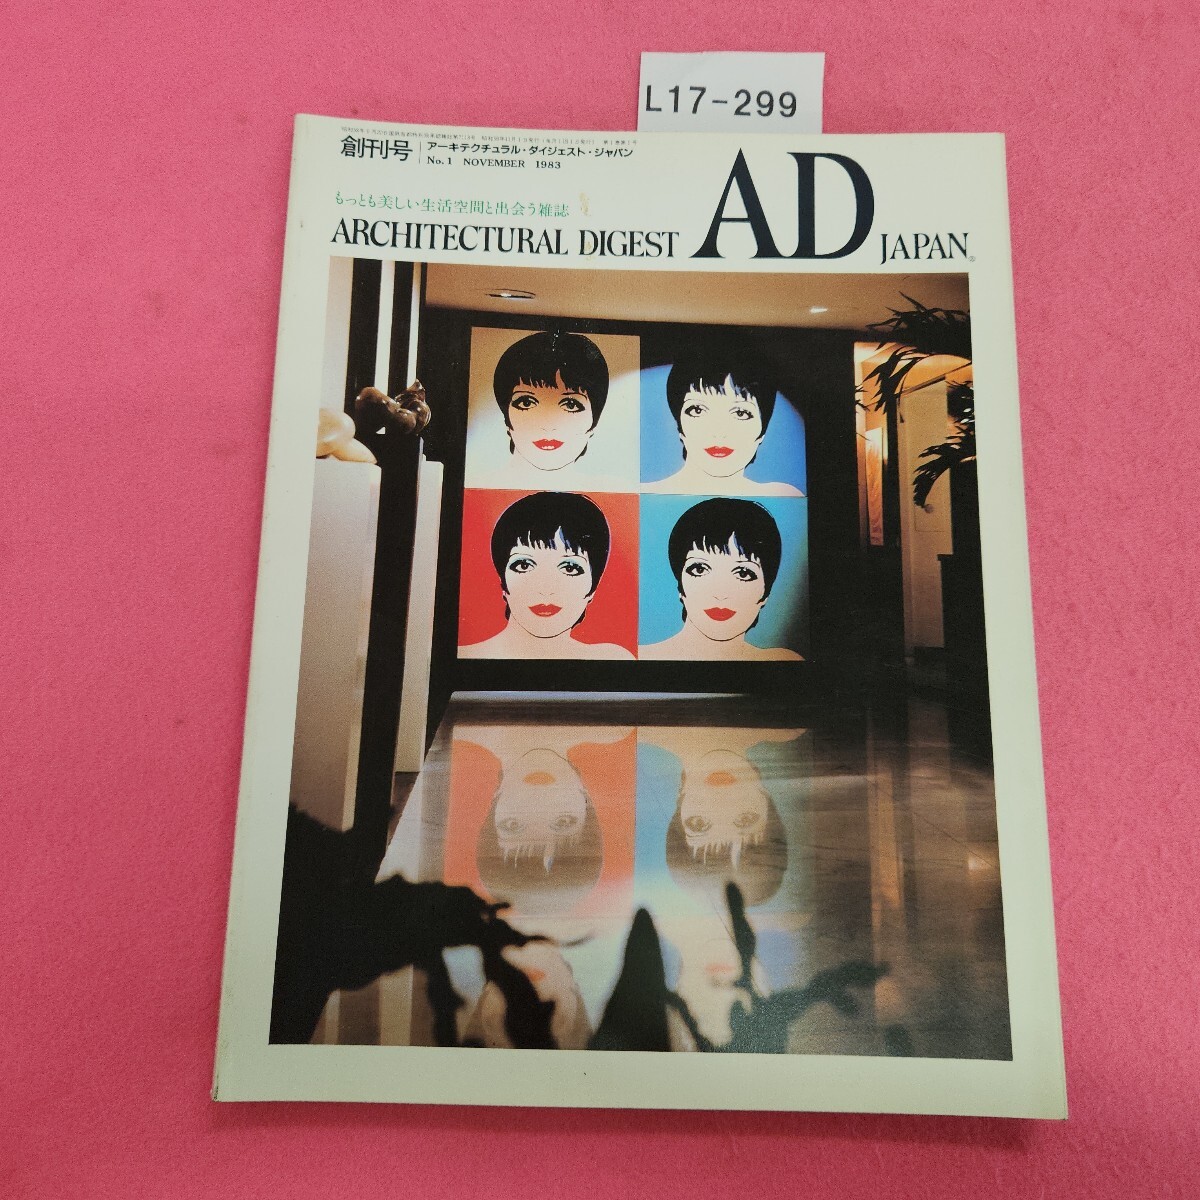 L17-299
創刊号
アーキテクチュラル・ダイジェスト・ジャパン
No.1 NOVEMBER 1983
もっとも美しい生活空間と出会う雑誌
ARCHITECTURAL DIGEST AD JAPAN®